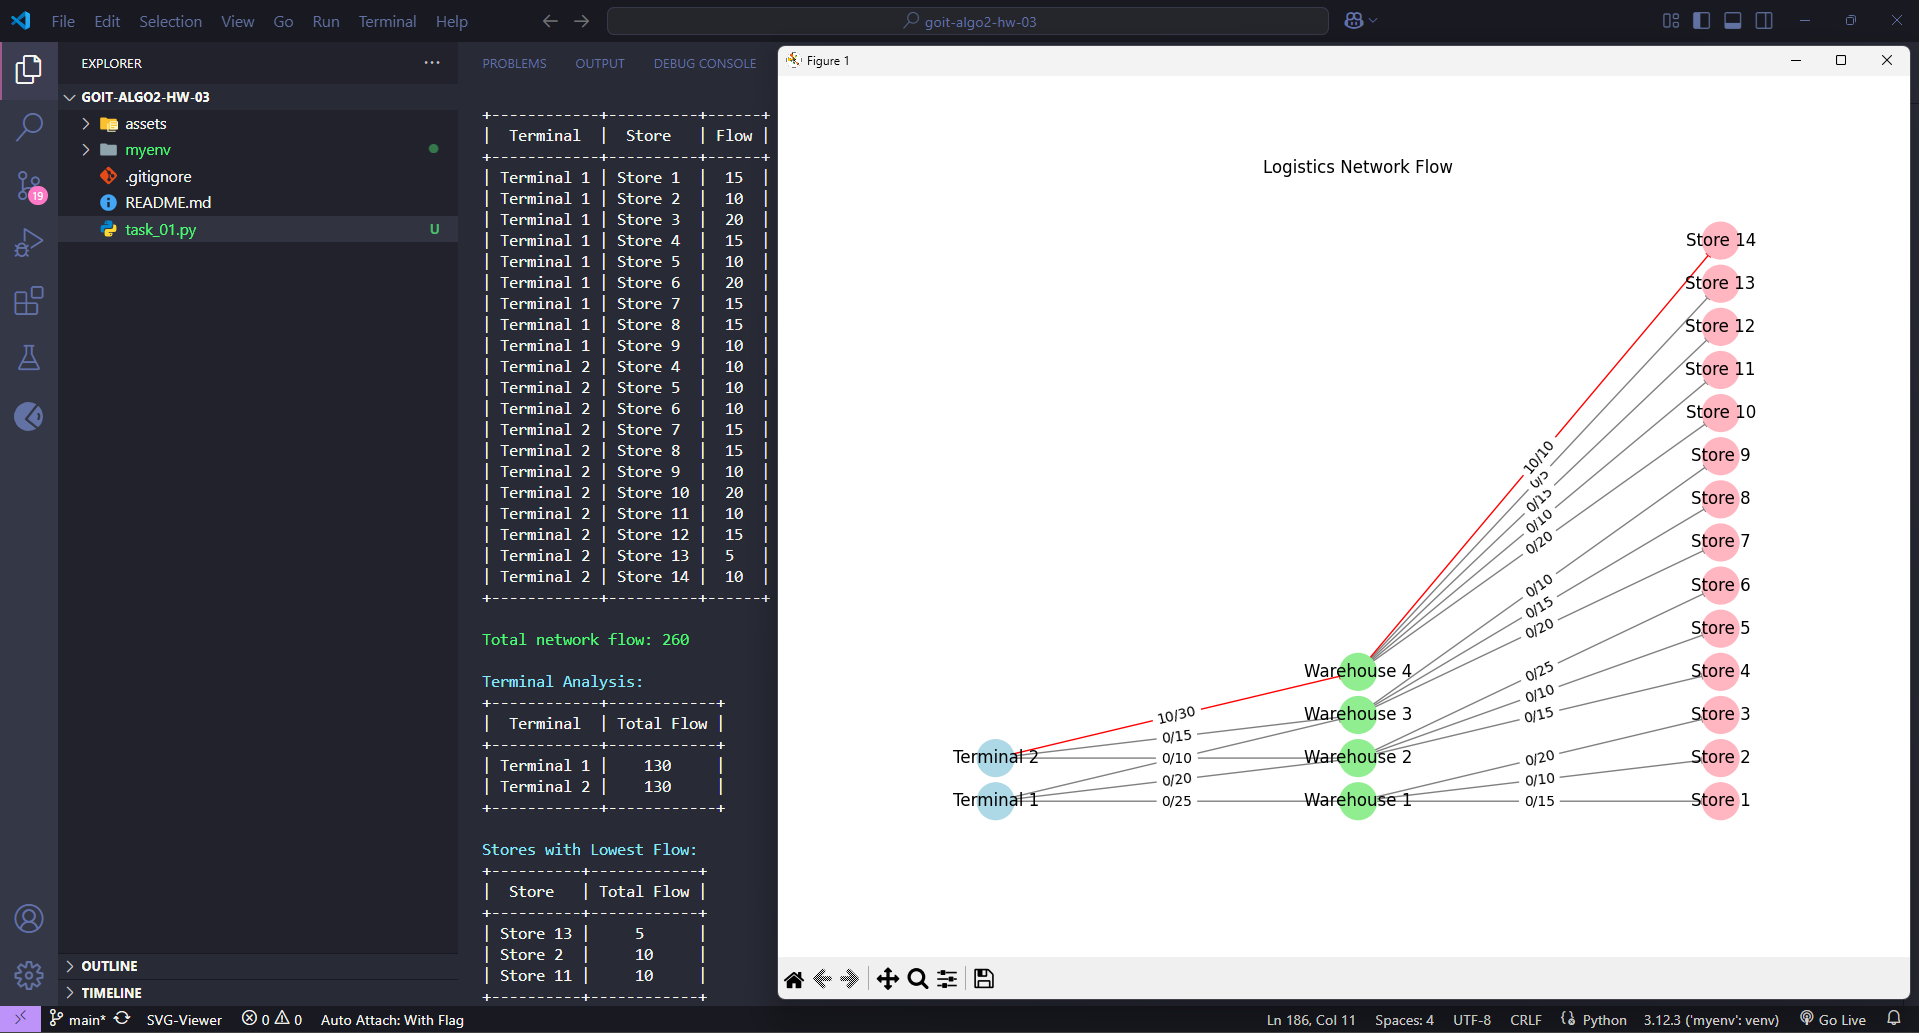 File Edit Selection View Go Run Terminal Help
goit-algo2-hw-03
EXPLORER
GOIT-ALGO2-HW-03
assets
myenv
.gitignore
README.md
task_01.py U
19
OUTLINE
TIMELINE
PROBLEMS OUTPUT DEBUG CONSOLE
Terminal | Store | Flow
Terminal 1 | Store 1 | 15
Terminal 1 | Store 2 | 10
Terminal 1 | Store 3 | 20
Terminal 1 | Store 4 | 15
Terminal 1 | Store 5 | 10
Terminal 1 | Store 6 | 20
Terminal 1 | Store 7 | 15
Terminal 1 | Store 8 | 15
Terminal 1 | Store 9 | 10
Terminal 2 | Store 4 | 10
Terminal 2 | Store 5 | 10
Terminal 2 | Store 6 | 10
Terminal 2 | Store 7 | 15
Terminal 2 | Store 8 | 15
Terminal 2 | Store 9 | 10
Terminal 2 | Store 10 | 20
Terminal 2 | Store 11 | 10
Terminal 2 | Store 12 | 15
Terminal 2 | Store 13 | 5
Terminal 2 | Store 14 | 10
Total network flow: 260
Terminal Analysis:
Terminal | Total Flow
Terminal 1 | 130
Terminal 2 | 130
Stores with Lowest Flow:
Store | Total Flow
Store 13 | 5
Store 2 | 10
Store 11 | 10
Figure 1
Logistics Network Flow
Store 14
Store 13
Store 12
Store 11
Store 10
Store 9
Store 8
Store 7
Store 6
Store 5
Store 4
Store 3
Store 2
Store 1
10/10
0/5
0/15
0/10
0/20
0/10
0/15
0/20
0/25
0/10
0/15
0/20
0/10
0/15
Warehouse 4
Warehouse 3
Warehouse 2
Warehouse 1
10/30
0/15
0/10
0/20
0/25
Terminal 2
Terminal 1
main* SVG-Viewer 0 0 Auto Attach: With Flag
Ln 186, Col 11 Spaces: 4 UTF-8 CRLF Python 3.12.3 ('myenv': venv) Go Live